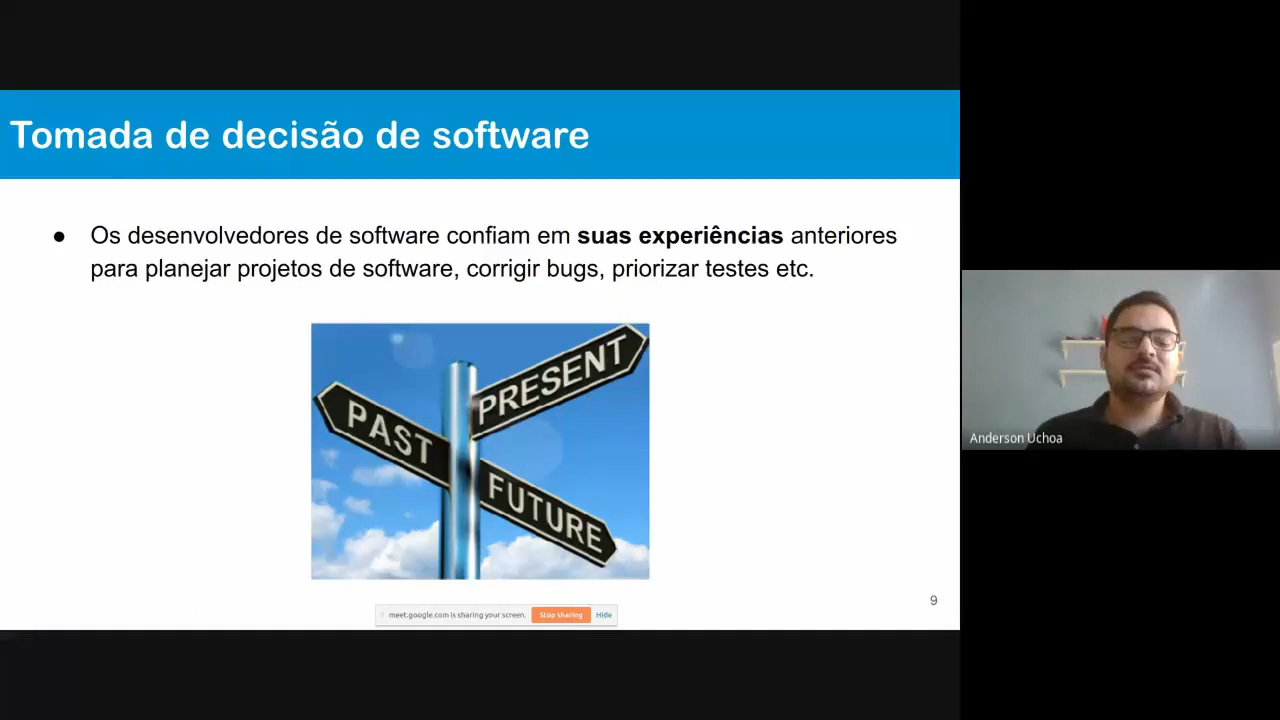 Tomada de decisão de software
● Os desenvolvedores de software confiam em suas experiências anteriores
para planejar projetos de software, corrigir bugs, priorizar testes etc.
PRESENT
PAST
FUTURE
Anderson Uchoa
9
meet.google.com is sharing your screen. Stop sharing Hide